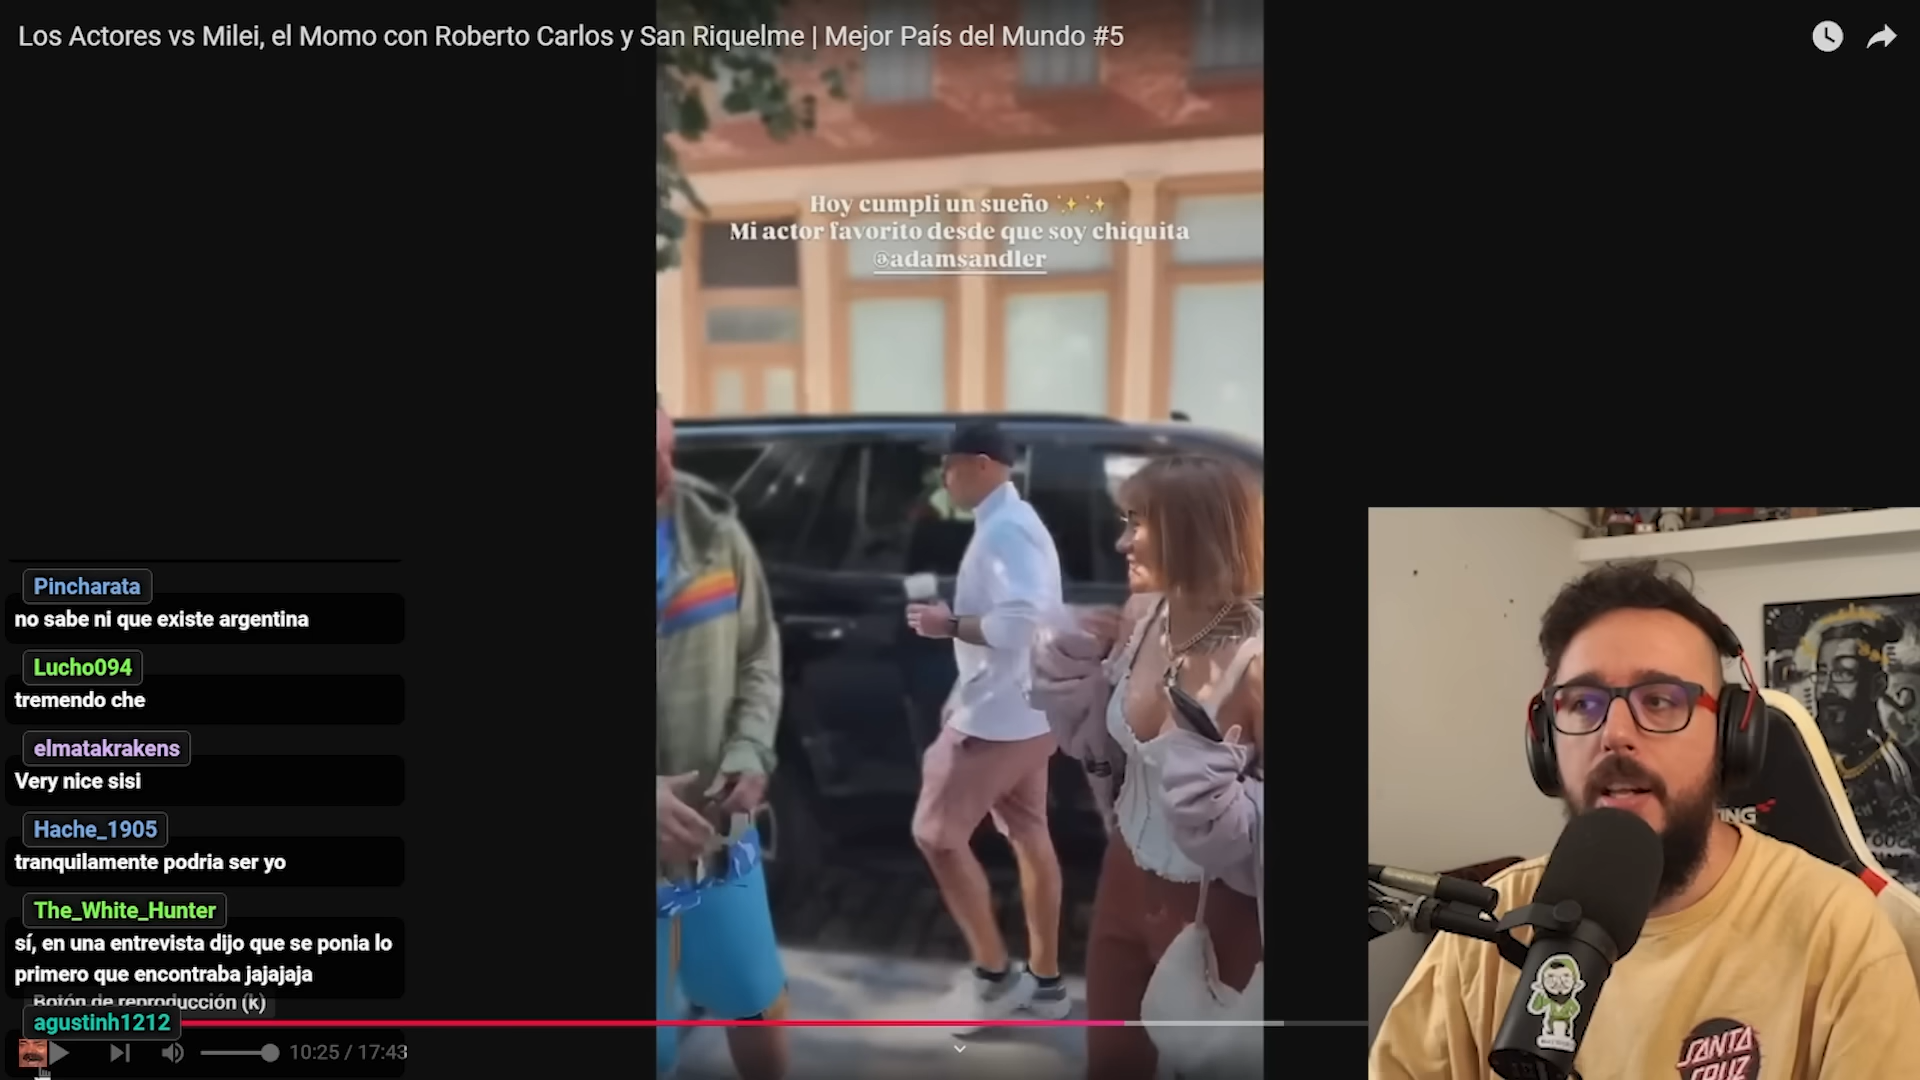 Los Actores vs Milei, el Momo con Roberto Carlos y San Riquelme | Mejor País del Mundo #5
Hoy cumpli un sueño ✨ ✨
Mi actor favorito desde que soy chiquita
@adamsandler
Pincharata
no sabe ni que existe argentina
Lucho094
tremendo che
elmatakrakens
Very nice sisi
Hache_1905
tranquilamente podria ser yo
The_White_Hunter
sí, en una entrevista dijo que se ponia lo
primero que encontraba jajajaja
Botón de reproducción (k)
agustinh1212
10:25 / 17:43
SANTA
CRUZ